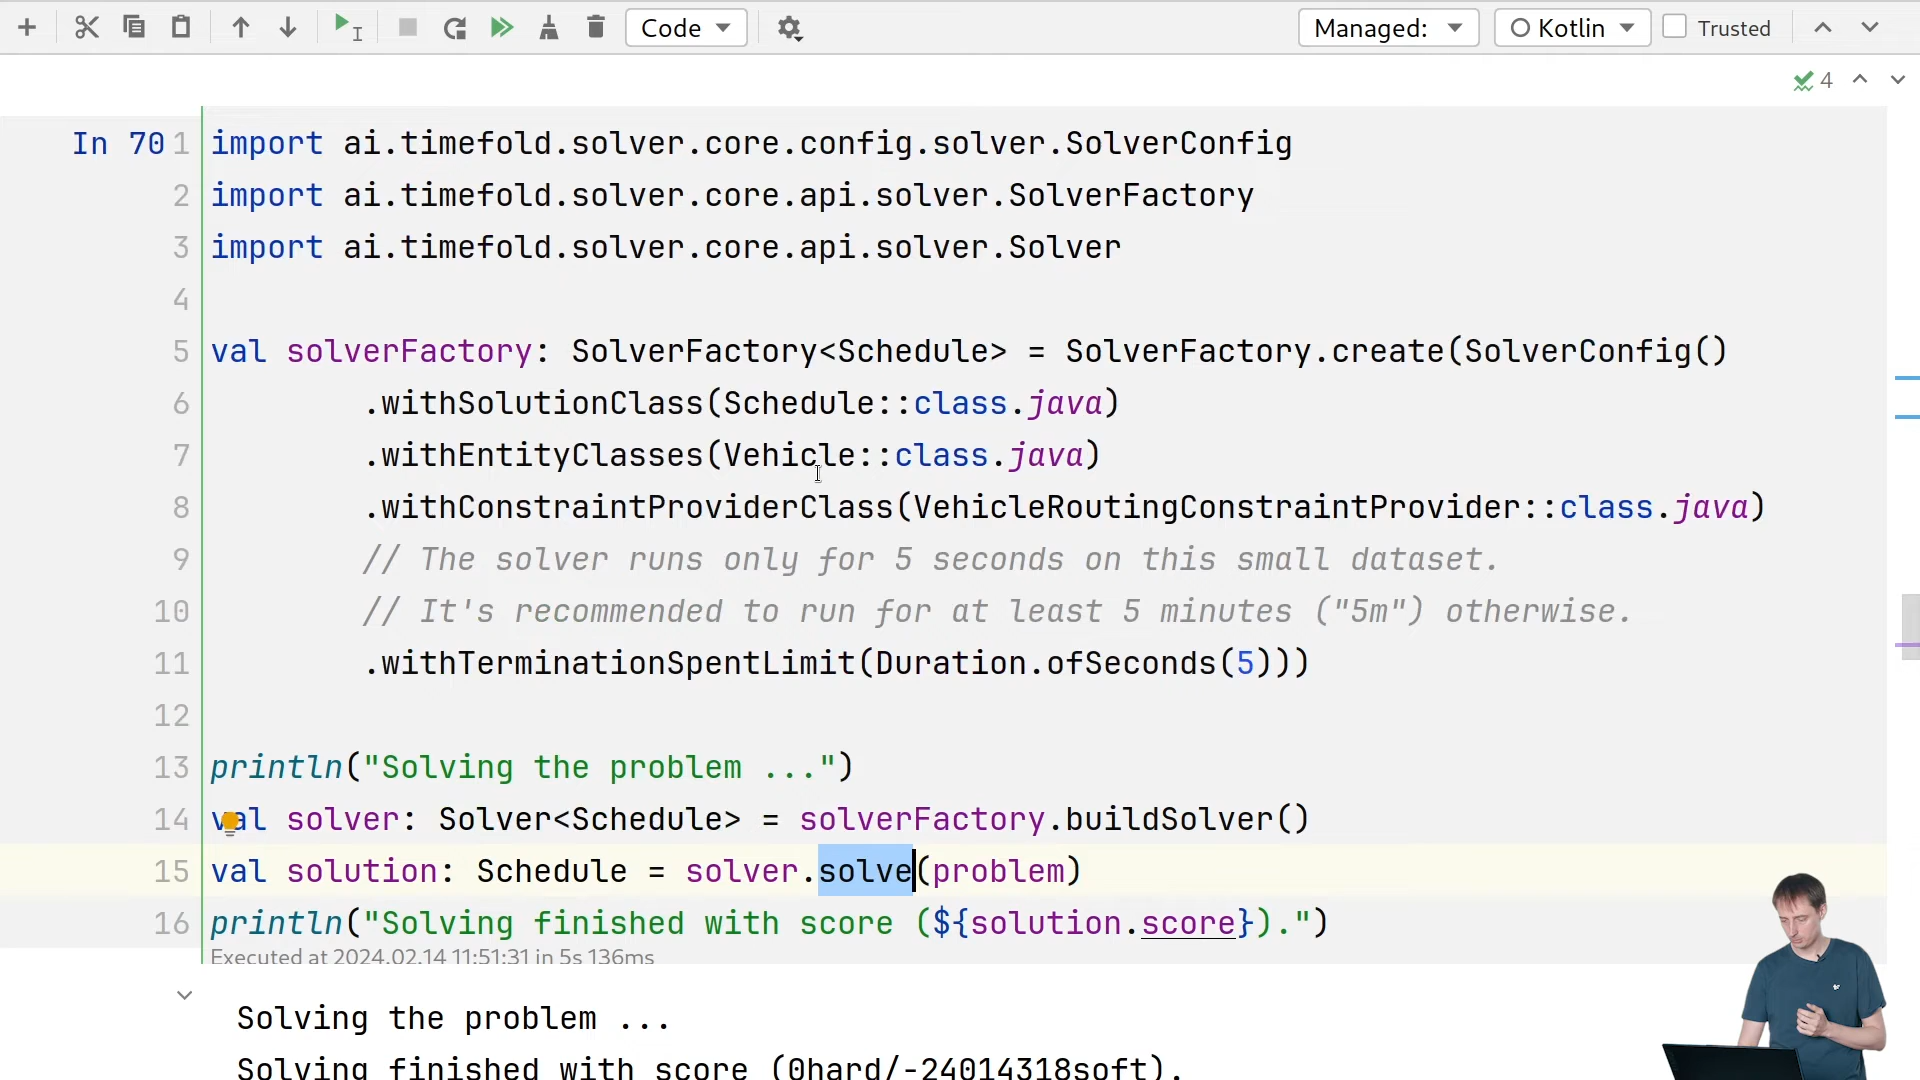 Code
Managed:
Kotlin
Trusted
4
In 70
1 import ai.timefold.solver.core.config.solver.SolverConfig
2 import ai.timefold.solver.core.api.solver.SolverFactory
3 import ai.timefold.solver.core.api.solver.Solver
4
5 val solverFactory: SolverFactory<Schedule> = SolverFactory.create(SolverConfig()
6 .withSolutionClass(Schedule::class.java)
7 .withEntityClasses(Vehicle::class.java)
8 .withConstraintProviderClass(VehicleRoutingConstraintProvider::class.java)
9 // The solver runs only for 5 seconds on this small dataset.
10 // It's recommended to run for at least 5 minutes ("5m") otherwise.
11 .withTerminationSpentLimit(Duration.ofSeconds(5)))
12
13 println("Solving the problem ...")
14 val solver: Solver<Schedule> = solverFactory.buildSolver()
15 val solution: Schedule = solver.solve(problem)
16 println("Solving finished with score (${solution.score}).")
Executed at 2024.02.14 11:51:31 in 5s 136ms
Solving the problem ...
Solving finished with score (0hard/-24014318soft).